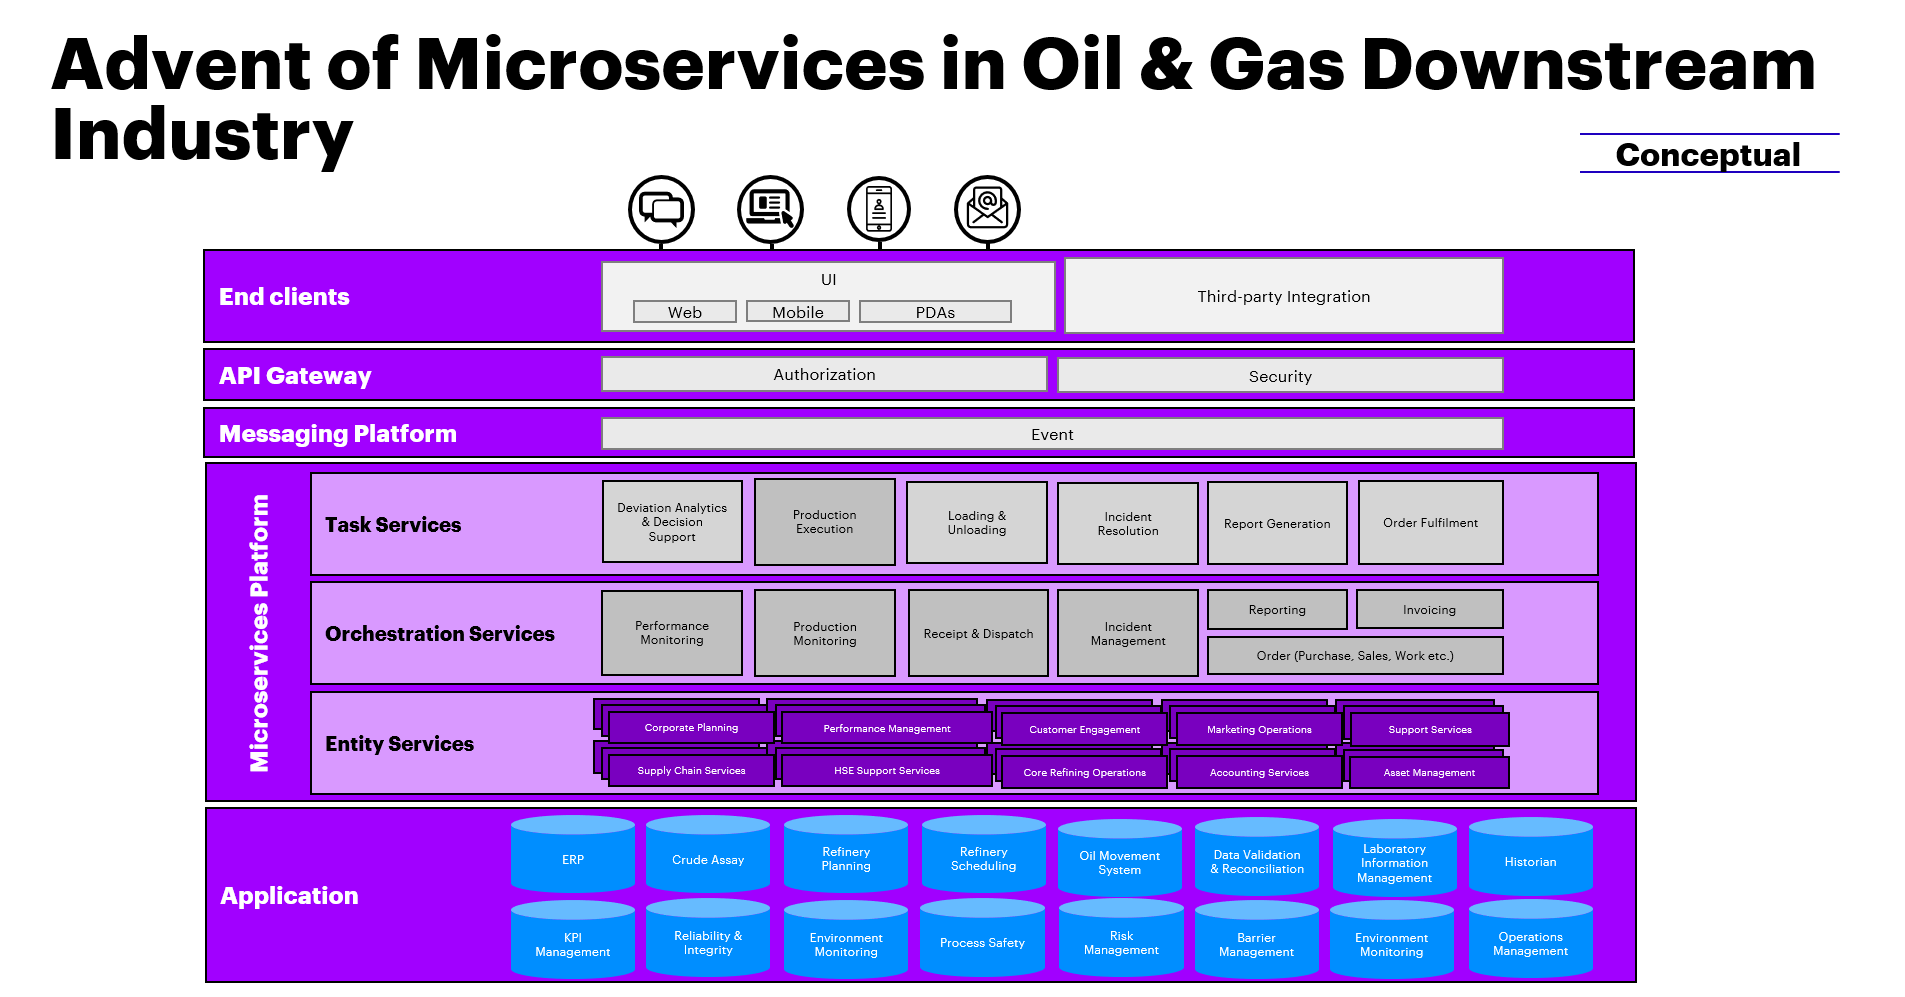 Advent of Microservices in Oil & Gas Downstream
Industry
Conceptual
End clients
UI
Web
Mobile
PDAs
Third-party Integration
API Gateway
Authorization
Security
Messaging Platform
Event
Microservices Platform
Task Services
Deviation Analytics
& Decision
Support
Production
Execution
Loading &
Unloading
Incident
Resolution
Report Generation
Order Fulfilment
Orchestration Services
Performance
Monitoring
Production
Monitoring
Receipt & Dispatch
Incident
Management
Reporting
Invoicing
Order (Purchase, Sales, Work etc.)
Entity Services
Corporate Planning
Performance Management
Customer Engagement
Marketing Operations
Support Services
Supply Chain Services
HSE Support Services
Core Refining Operations
Accounting Services
Asset Management
Application
ERP
Crude Assay
Refinery
Planning
Refinery
Scheduling
Oil Movement
System
Data Validation
& Reconciliation
Laboratory
Information
Management
Historian
KPI
Management
Reliability &
Integrity
Environment
Monitoring
Process Safety
Risk
Management
Barrier
Management
Environment
Monitoring
Operations
Management